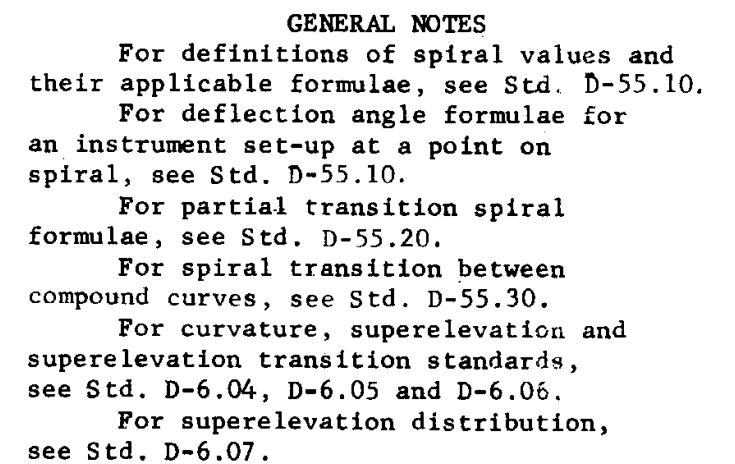 GENERAL NOTES
For definitions of spiral values and
their applicable formulae, see Std. D-55.10.
For deflection angle formulae for
an instrument set-up at a point on
spiral, see Std. D-55.10.
For partial transition spiral
formulae, see Std. D-55.20.
For spiral transition between
compound curves, see Std. D-55.30.
For curvature, superelevation and
superelevation transition standards,
see Std. D-6.04, D-6.05 and D-6.06.
For superelevation distribution,
see Std. D-6.07.